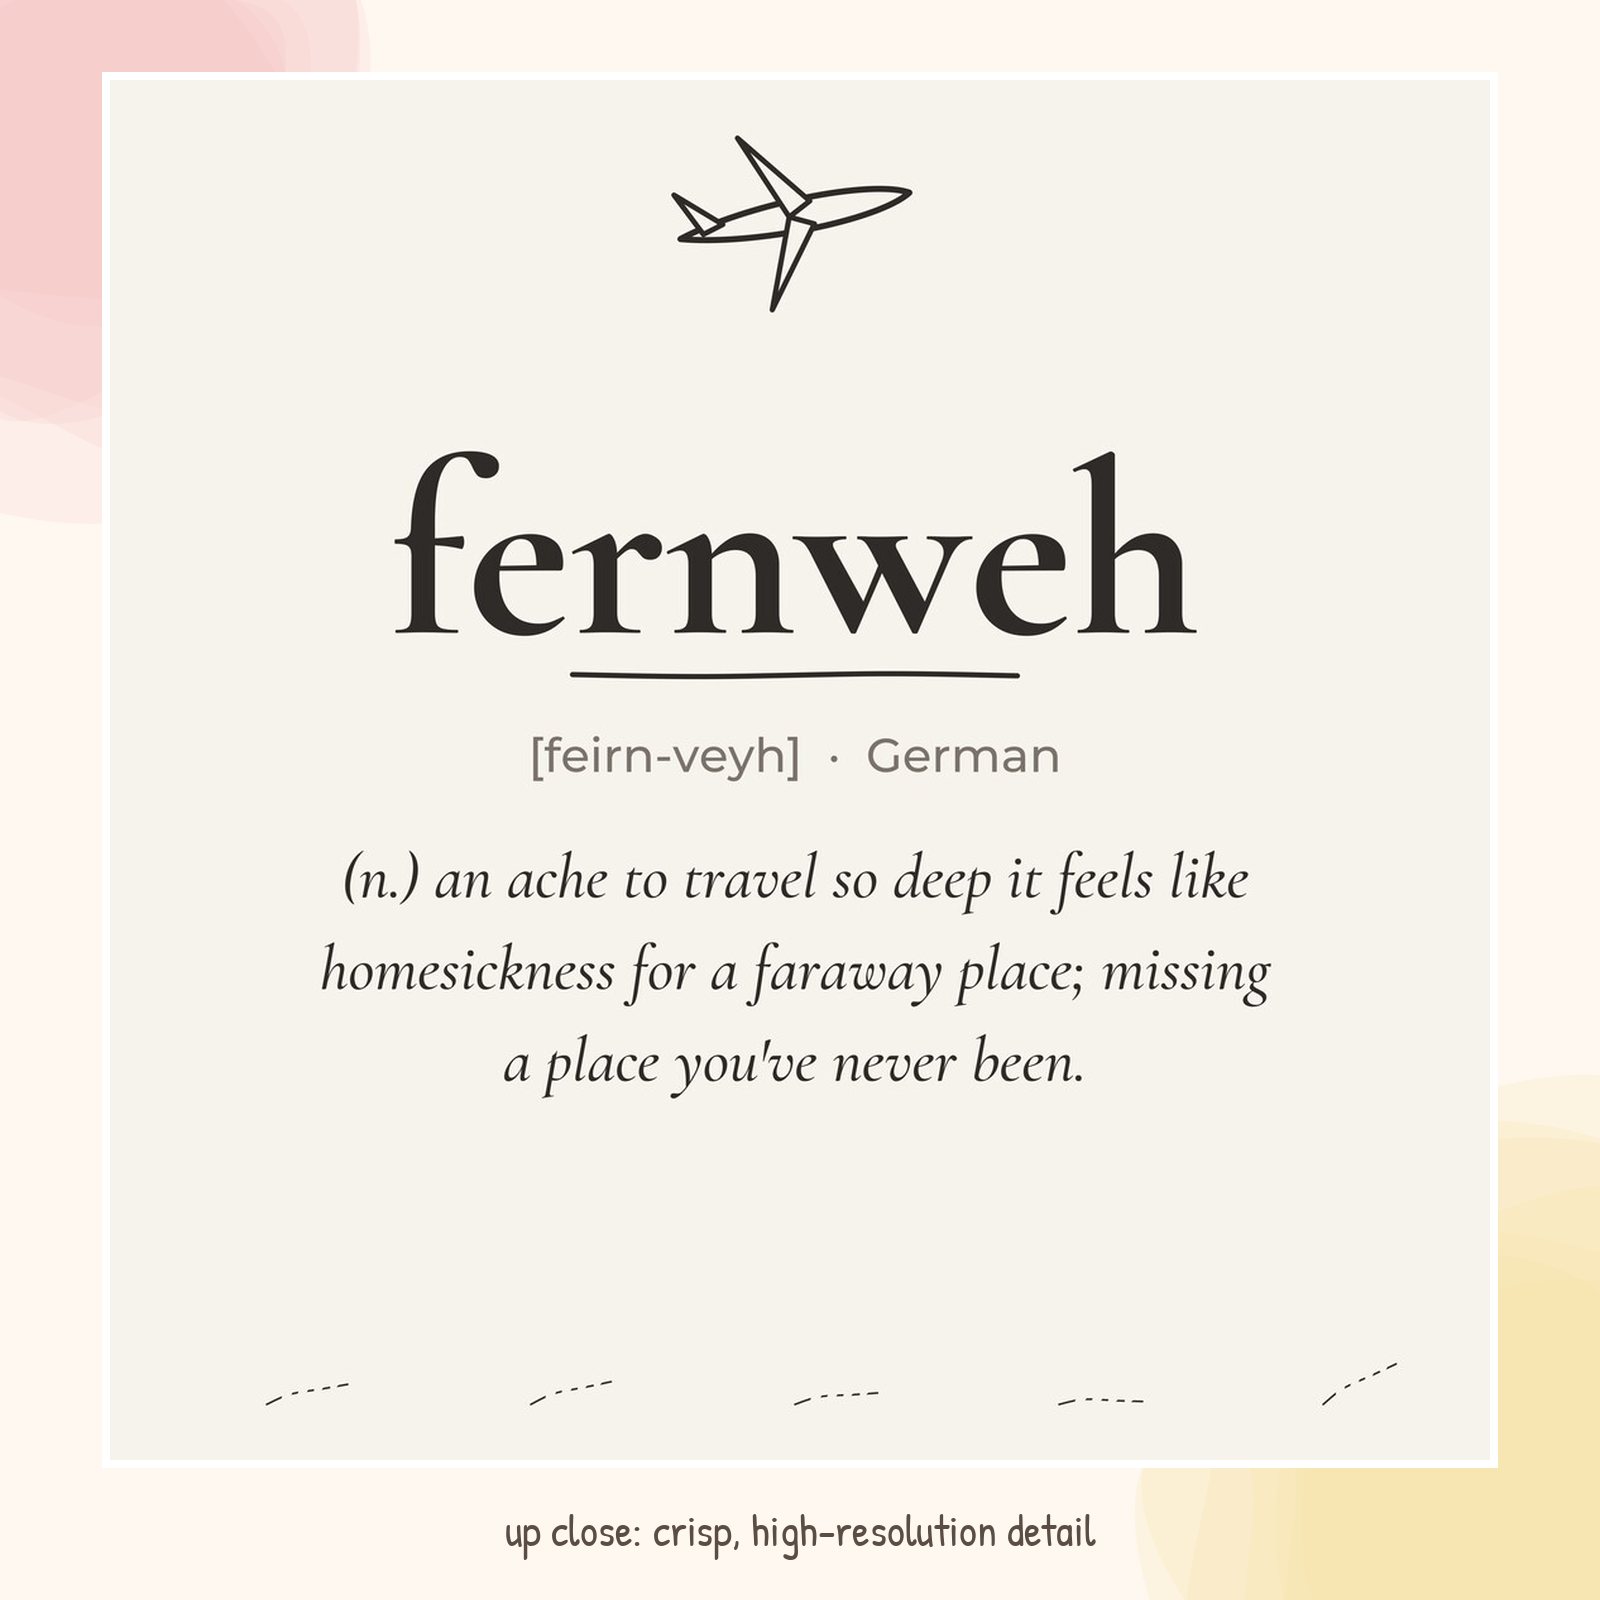 fernweh
[feirn-veyh] · German
(n.) an ache to travel so deep it feels like
homesickness for a faraway place; missing
a place you've never been.
up close: crisp, high-resolution detail